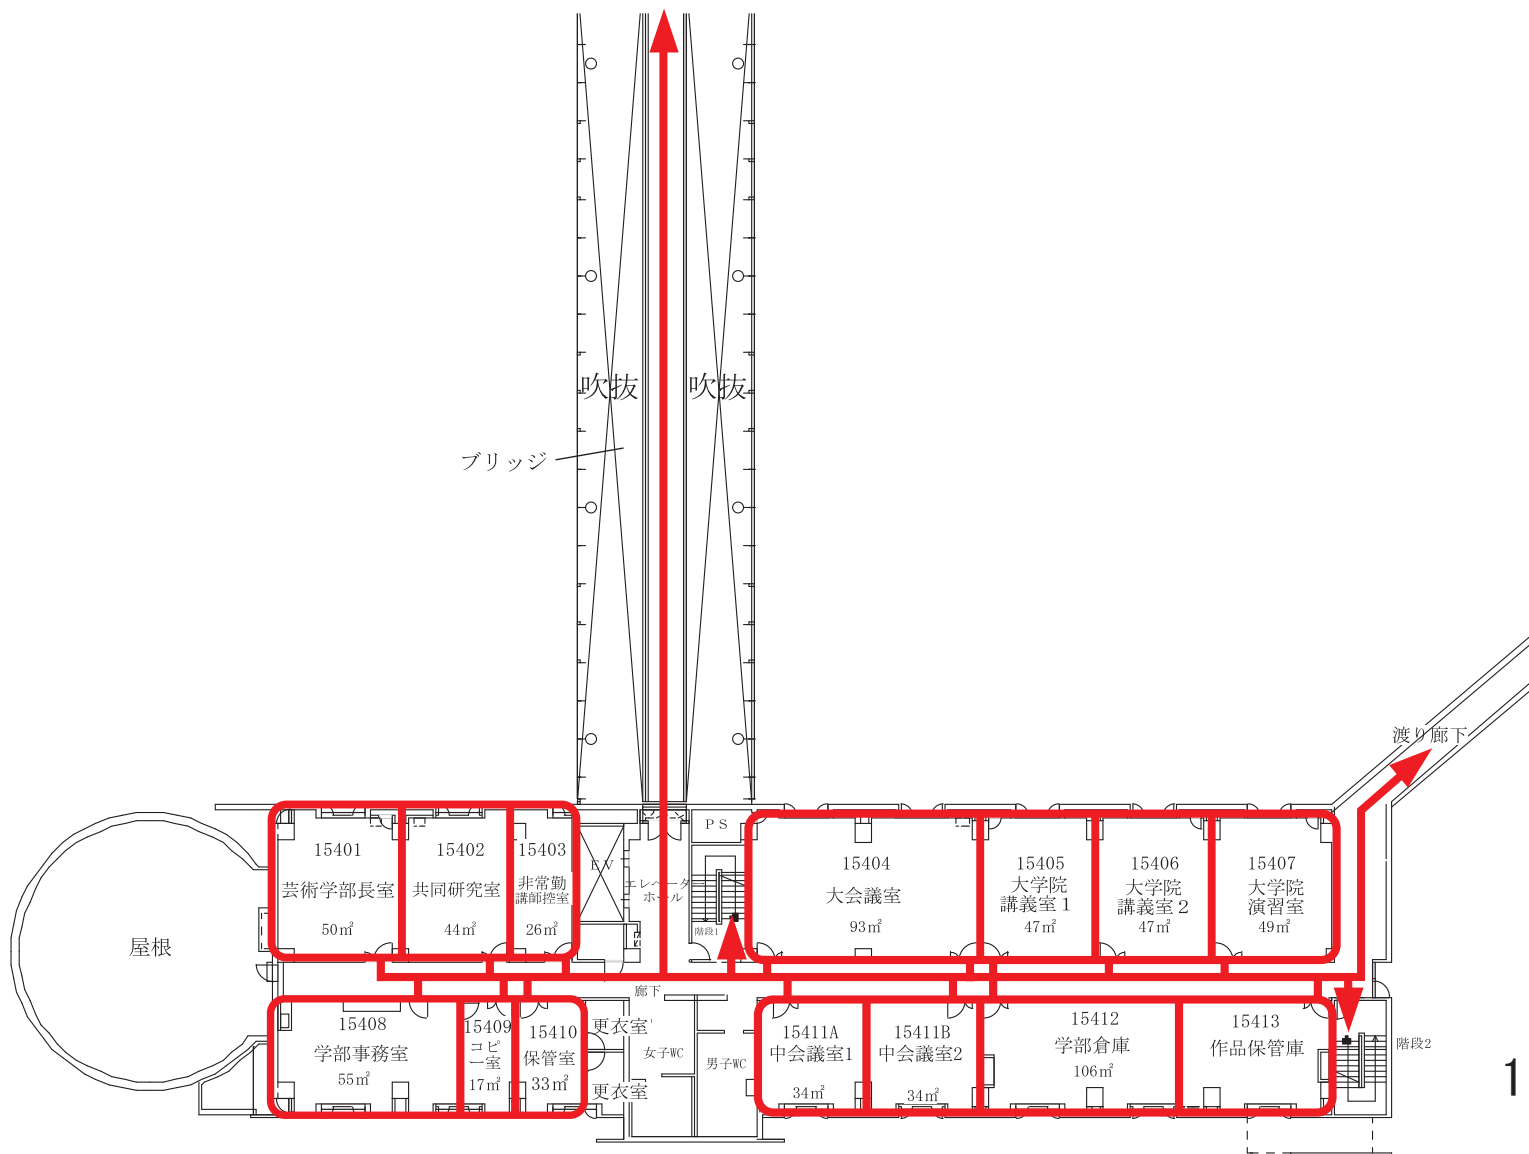 吹抜
吹抜
ブリッジ
渡り廊下
PS
15401
芸術学部長室
50㎡
15402
共同研究室
44㎡
15403
非常勤
講師控室
26㎡
EV
エレベーター
ホール
階段1
15404
大会議室
93㎡
15405
大学院
講義室1
47㎡
15406
大学院
講義室2
47㎡
15407
大学院
演習室
49㎡
屋根
廊下
15408
学部事務室
55㎡
15409
コピ
ー室
17㎡
15410
保管室
33㎡
更衣室
更衣室
女子WC
男子WC
15411A
中会議室1
34㎡
15411B
中会議室2
34㎡
15412
学部倉庫
106㎡
15413
作品保管庫
階段2
1